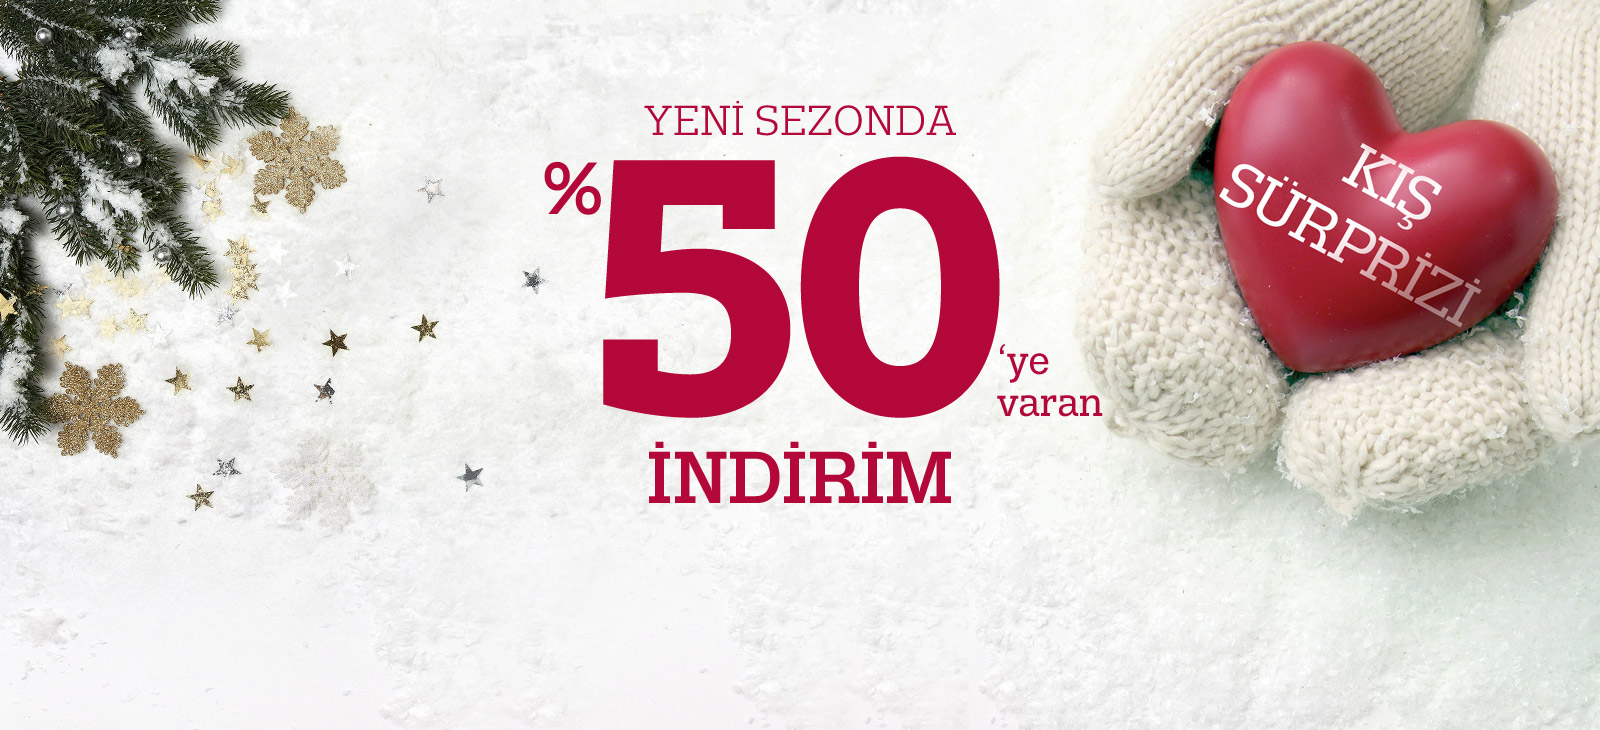 YENİ SEZONDA
%50
‘ye
varan
İNDİRİM
KIŞ
SÜRPRİZİ